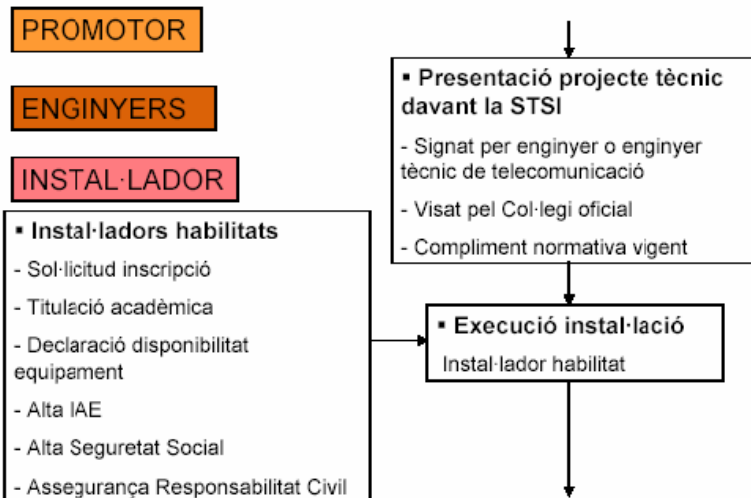 PROMOTOR
ENGINYERS
INSTAL·LADOR
▪ Instal·ladors habilitats
- Sol·licitud inscripció
- Titulació acadèmica
- Declaració disponibilitat
equipament
- Alta IAE
- Alta Seguretat Social
- Assegurança Responsabilitat Civil
▪ Presentació projecte tècnic
davant la STSI
- Signat per enginyer o enginyer
tècnic de telecomunicació
- Visat pel Col·legi oficial
- Compliment normativa vigent
▪ Execució instal·lació
Instal·lador habilitat